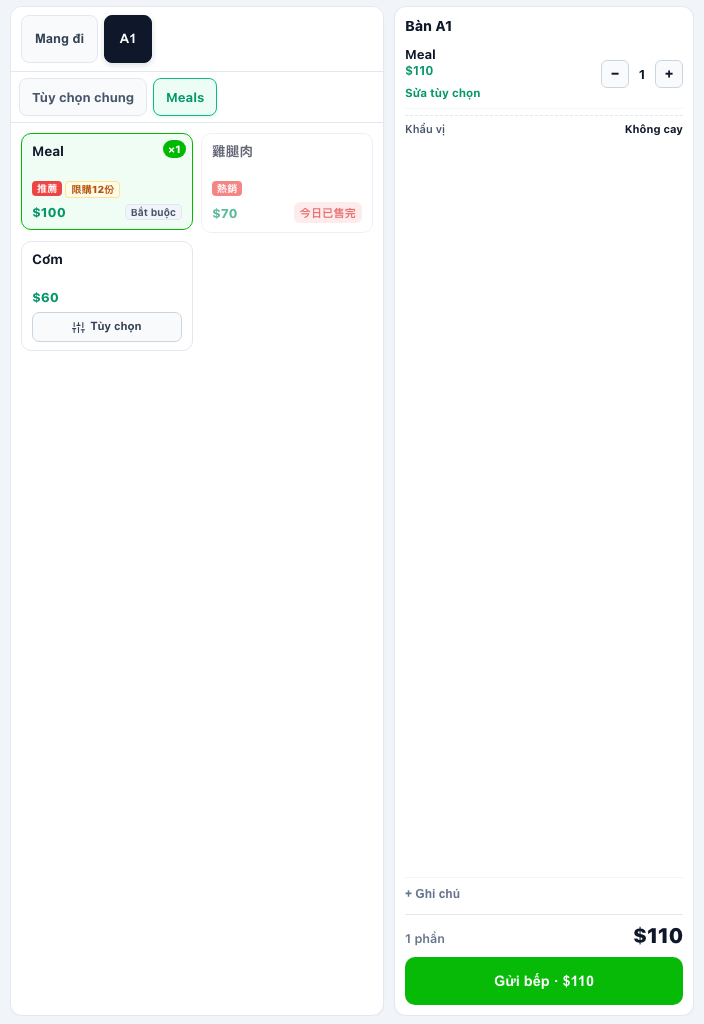 Mang đi
A1
Tùy chọn chung
Meals
Meal
×1
推薦
限購12份
$100
Bắt buộc
雞腿肉
熱銷
$70
今日已售完
Cơm
$60
Tùy chọn
Bàn A1
Meal
$110
Sửa tùy chọn
−
1
+
Khẩu vị
Không cay
+ Ghi chú
1 phần
$110
Gửi bếp · $110